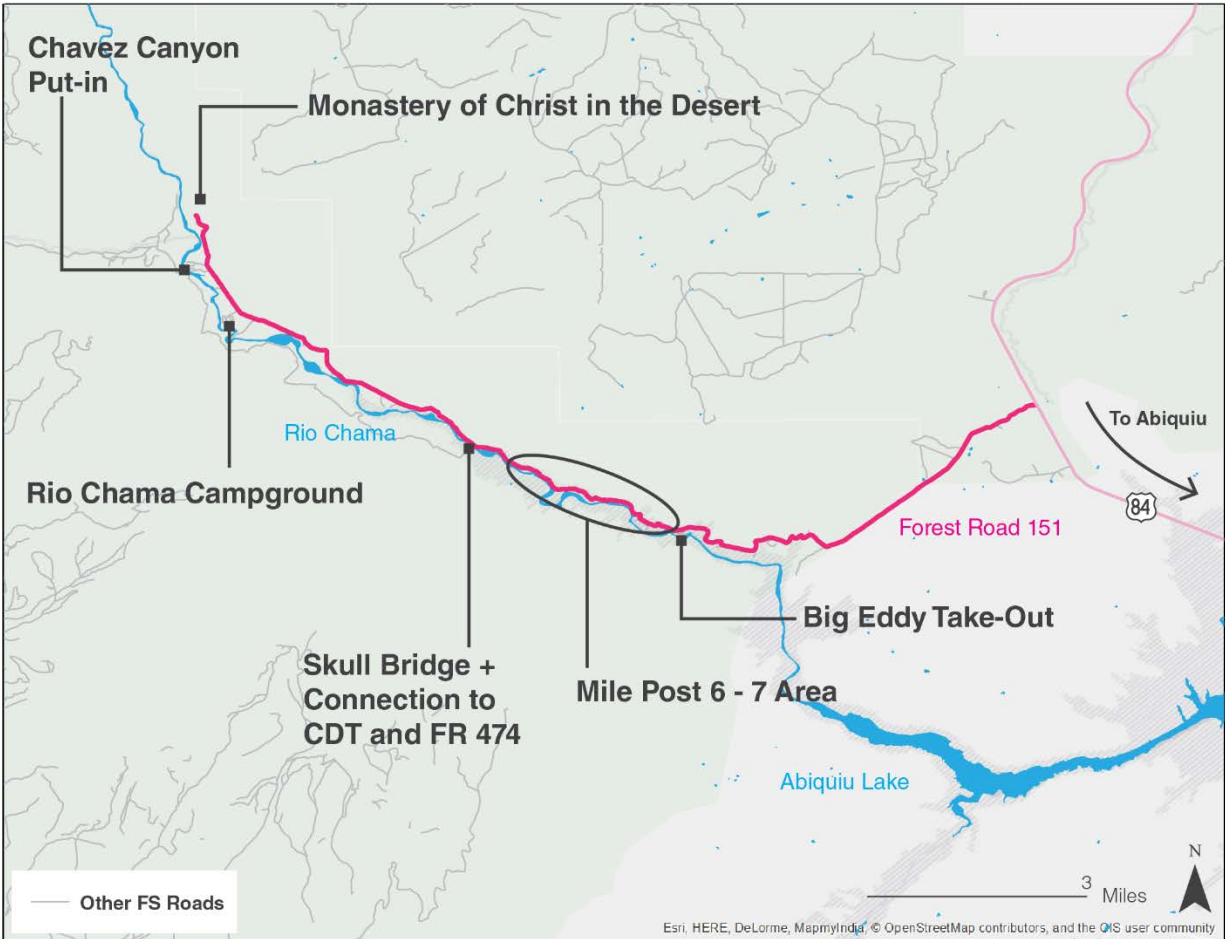 Chavez Canyon
Put-in
Monastery of Christ in the Desert
Rio Chama
Rio Chama Campground
To Abiquiu
84
Forest Road 151
Big Eddy Take-Out
Skull Bridge +
Connection to
CDT and FR 474
Mile Post 6 - 7 Area
Abiquiu Lake
N
3 Miles
Other FS Roads
Esri, HERE, DeLorme, MapmyIndia, © OpenStreetMap contributors, and the GIS user community